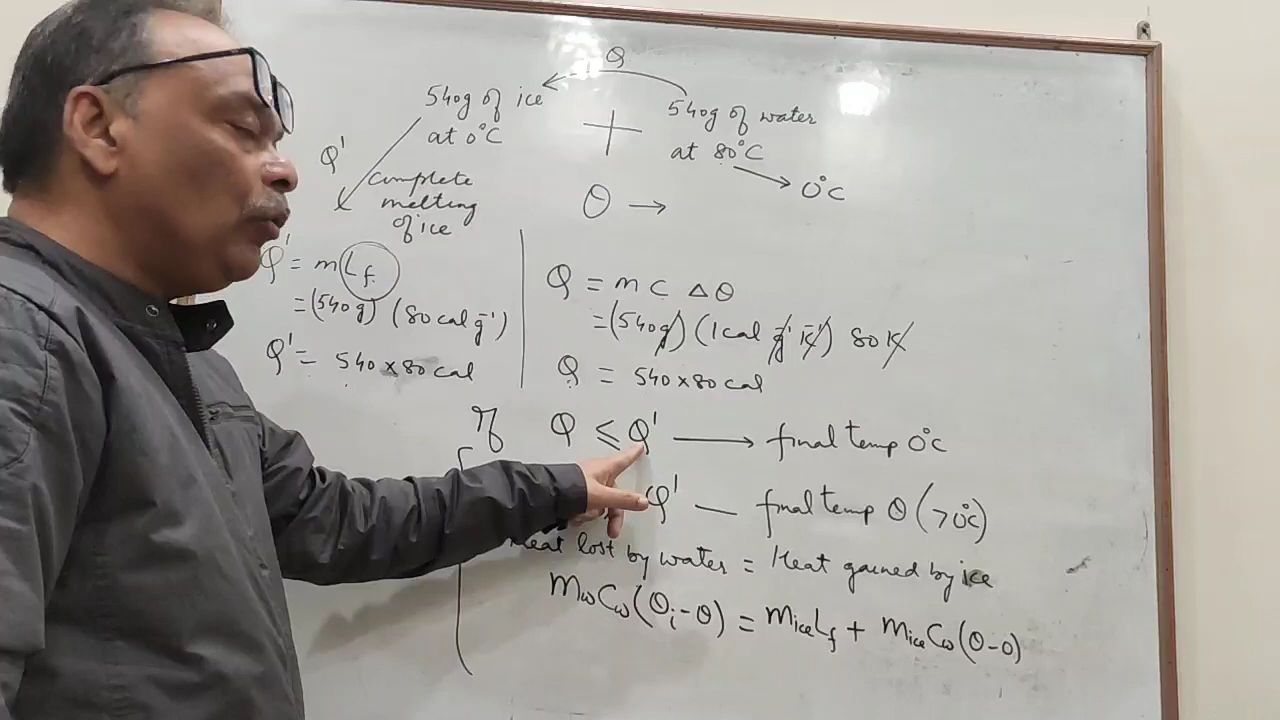 Q
540g of ice
at 0°C
+
540g of water
at 80°C → 0°C
Q'
complete
melting
of ice
θ →
Q' = mLf
= (540g) (80 cal g⁻¹)
Q' = 540 × 80 cal
Q = m c Δθ
= (540g) (1 cal g⁻¹ K⁻¹) 80 K
Q = 540 × 80 cal
If Q ≤ Q' → final temp 0°C
Q' — final temp θ (>0°C)
Heat lost by water = Heat gained by ice
mwCw(θi-θ) = miceLf + miceCw(θ-0)